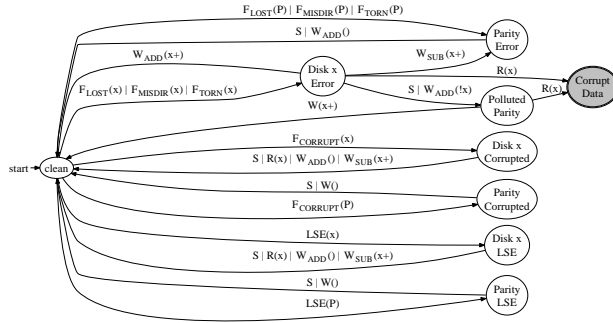 F_LOST(P) | F_MISDIR(P) | F_TORN(P)
S | W_ADD()
Parity
Error
W_ADD(x+)
W_SUB(x+)
Disk x
Error
R(x)
Corrupt
Data
F_LOST(x) | F_MISDIR(x) | F_TORN(x)
S | W_ADD(!x)
R(x)
Polluted
Parity
W(x+)
F_CORRUPT(x)
Disk x
Corrupted
S | R(x) | W_ADD() | W_SUB(x+)
start
clean
S | W()
Parity
Corrupted
F_CORRUPT(P)
LSE(x)
Disk x
LSE
S | R(x) | W_ADD() | W_SUB(x+)
S | W()
Parity
LSE
LSE(P)